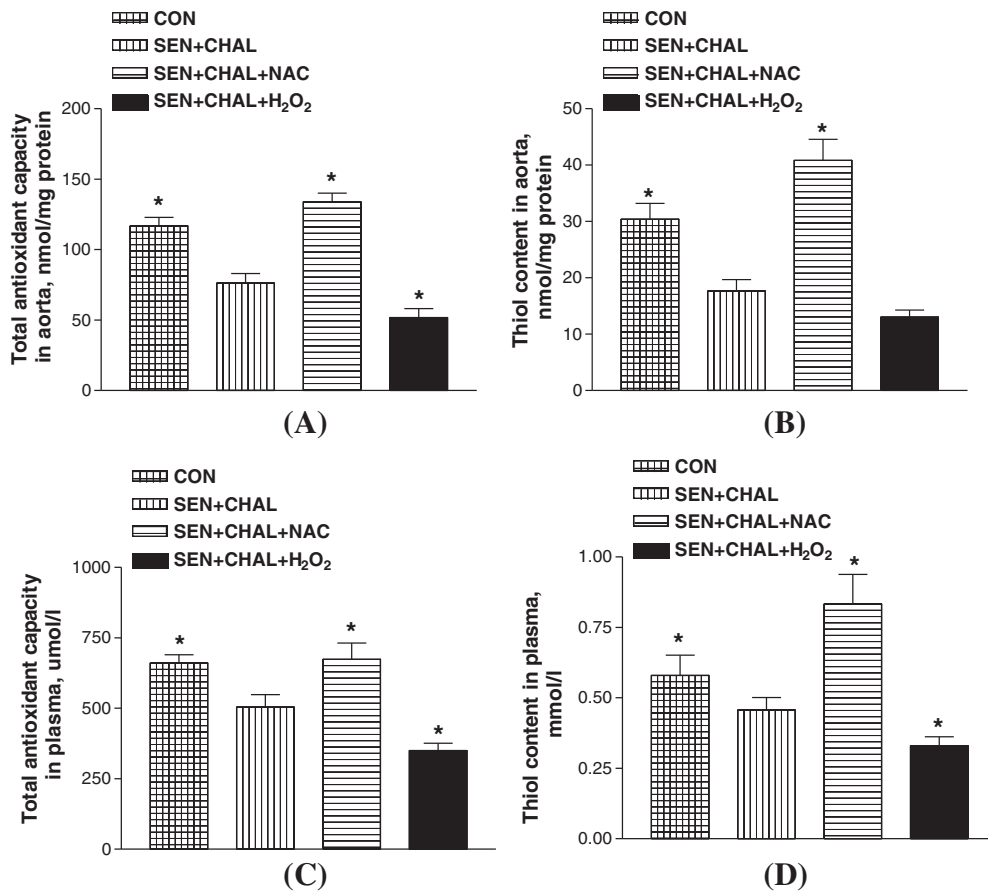 CON
SEN+CHAL
SEN+CHAL+NAC
SEN+CHAL+H₂O₂
Total antioxidant capacity
in aorta, nmol/mg protein
200
150
100
50
0
*
*
*
(A)
CON
SEN+CHAL
SEN+CHAL+NAC
SEN+CHAL+H₂O₂
Thiol content in aorta,
nmol/mg protein
50
40
30
20
10
0
*
*
(B)
CON
SEN+CHAL
SEN+CHAL+NAC
SEN+CHAL+H₂O₂
Total antioxidant capacity
in plasma, umol/l
1000
750
500
250
0
*
*
*
(C)
CON
SEN+CHAL
SEN+CHAL+NAC
SEN+CHAL+H₂O₂
Thiol content in plasma,
mmol/l
1.00
0.75
0.50
0.25
0.00
*
*
*
(D)